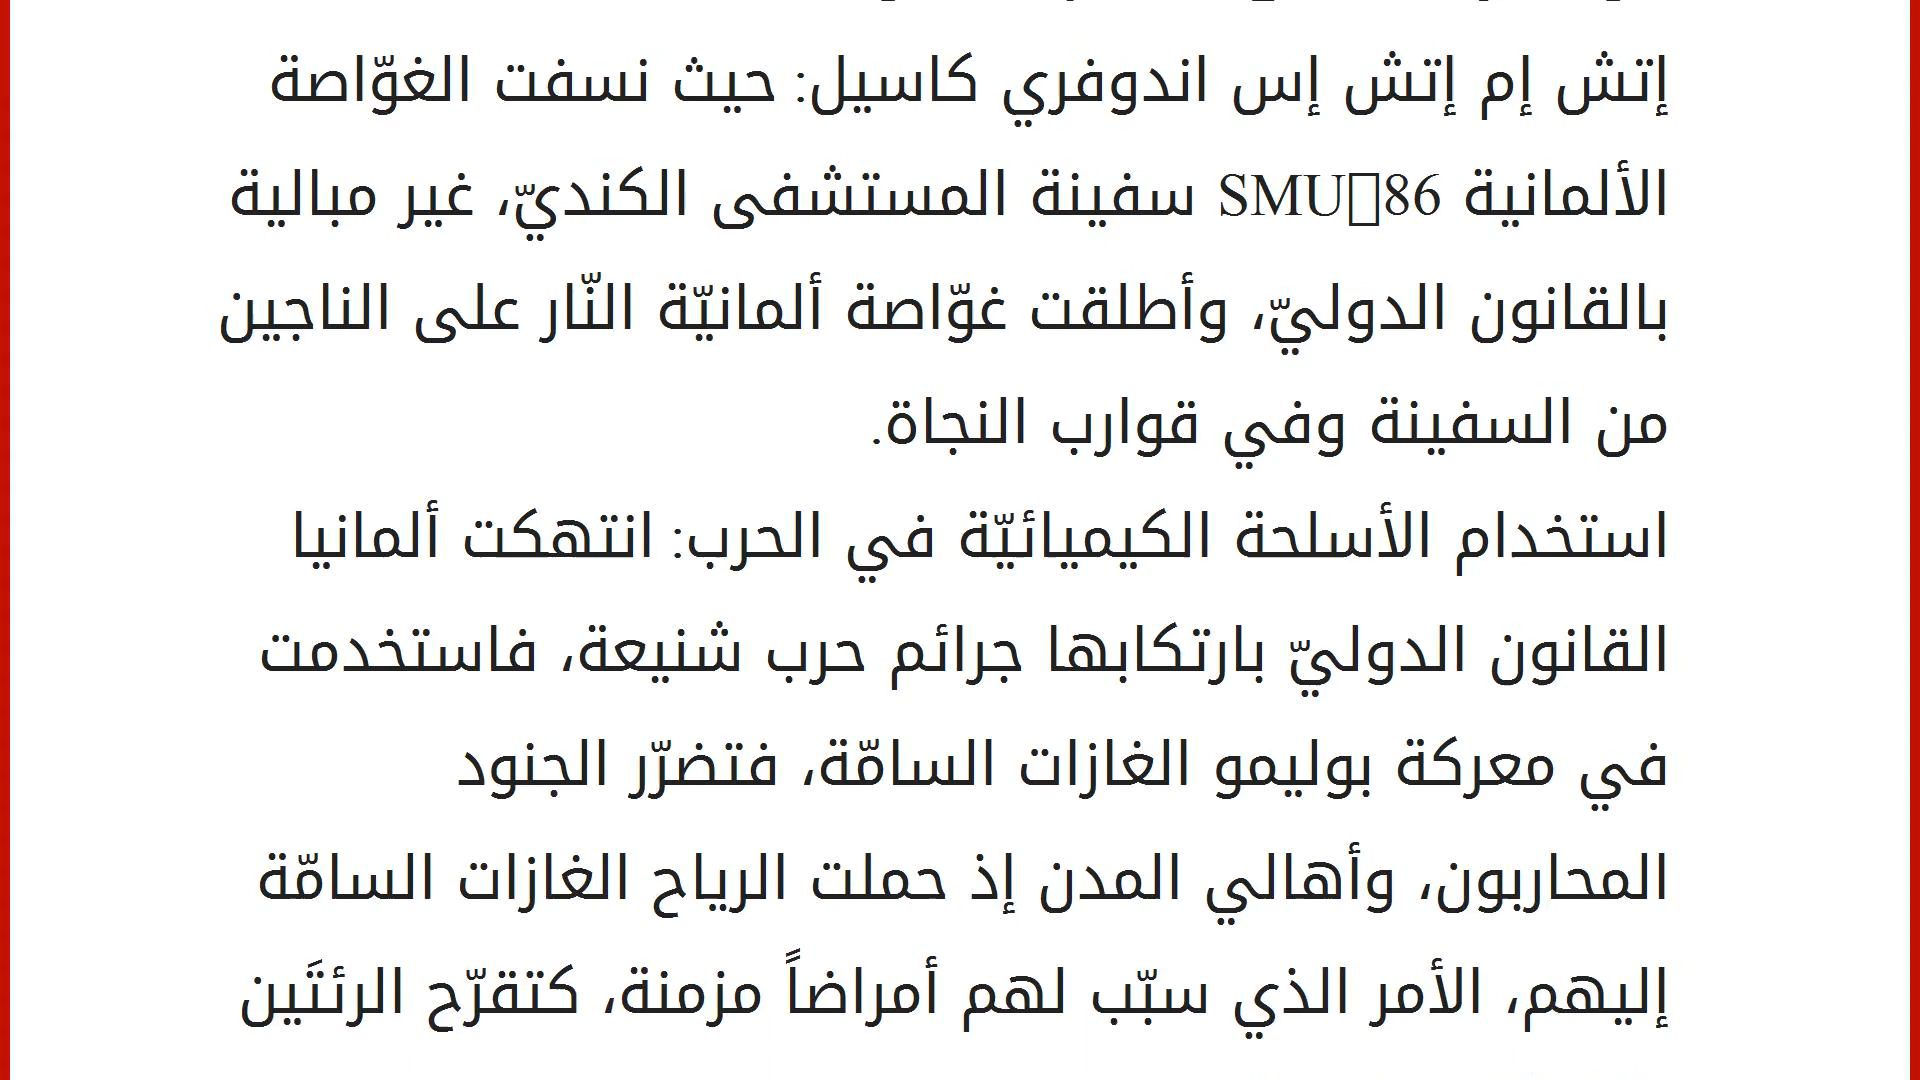 إتش إم إتش إس اندوفري كاسيل: حيث نسفت الغوّاصة
الألمانية SMU▯86 سفينة المستشفى الكنديّ، غير مبالية
بالقانون الدوليّ، وأطلقت غوّاصة ألمانيّة النّار على الناجين
من السفينة وفي قوارب النجاة.
استخدام الأسلحة الكيميائيّة في الحرب: انتهكت ألمانيا
القانون الدوليّ بارتكابها جرائم حرب شنيعة، فاستخدمت
في معركة بوليمو الغازات السامّة، فتضرّر الجنود
المحاربون، وأهالي المدن إذ حملت الرياح الغازات السامّة
إليهم، الأمر الذي سبّب لهم أمراضاً مزمنة، كتقرّح الرئتَين